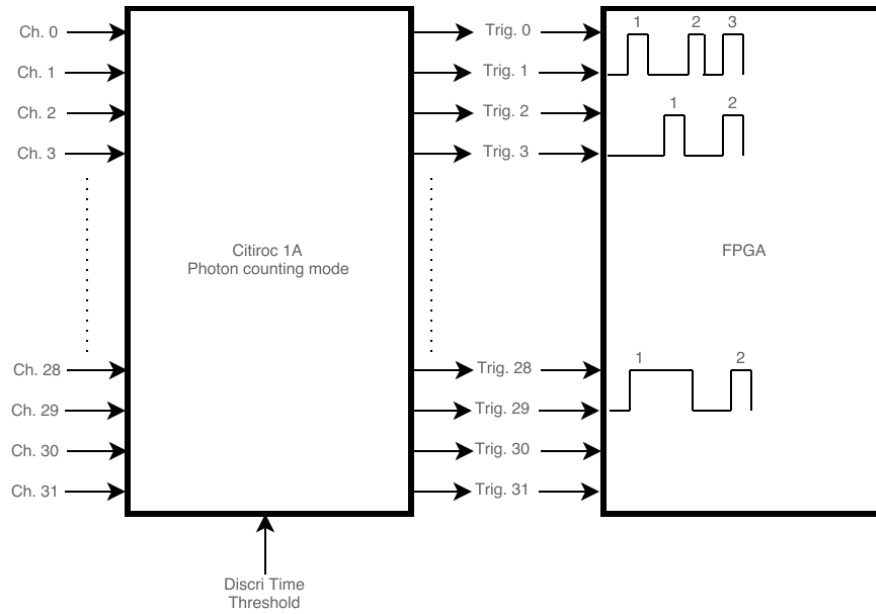 Ch. 0 Trig. 0 1 2 3
Ch. 1 Trig. 1
Ch. 2 Trig. 2 1 2
Ch. 3 Trig. 3
Citiroc 1A
Photon counting mode
FPGA
Ch. 28 Trig. 28 1 2
Ch. 29 Trig. 29
Ch. 30 Trig. 30
Ch. 31 Trig. 31
Discri Time
Threshold